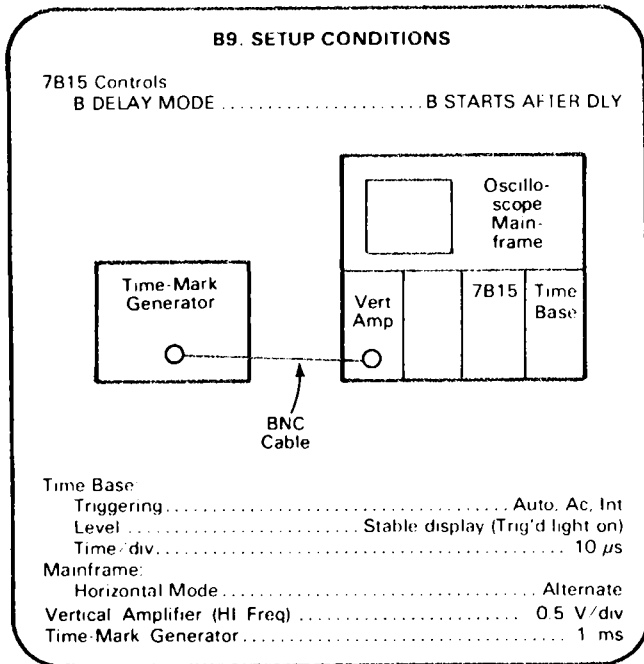 B9. SETUP CONDITIONS
7B15 Controls
B DELAY MODE ...................... B STARTS AFTER DLY
Oscillo-
scope
Main-
frame
Time-Mark
Generator
Vert
Amp
7B15
Time
Base
BNC
Cable
Time Base:
Triggering ................................... Auto, Ac, Int
Level ....................... Stable display (Trig'd light on)
Time/div ............................................ 10 μs
Mainframe:
Horizontal Mode .................................. Alternate
Vertical Amplifier (HI Freq) ....................... 0.5 V/div
Time-Mark Generator ................................. 1 ms